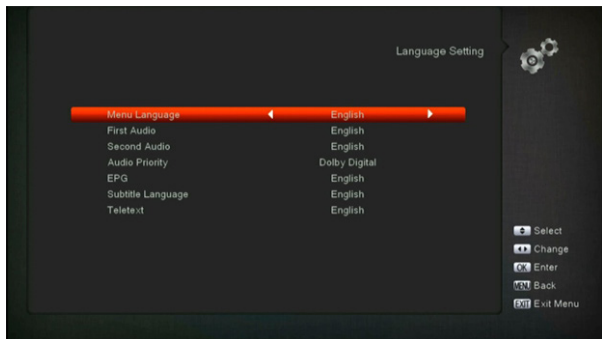 Language Setting
Menu Language English
First Audio English
Second Audio English
Audio Priority Dolby Digital
EPG English
Subtitle Language English
Teletext English
Select
Change
OK Enter
MENU Back
EXIT Exit Menu